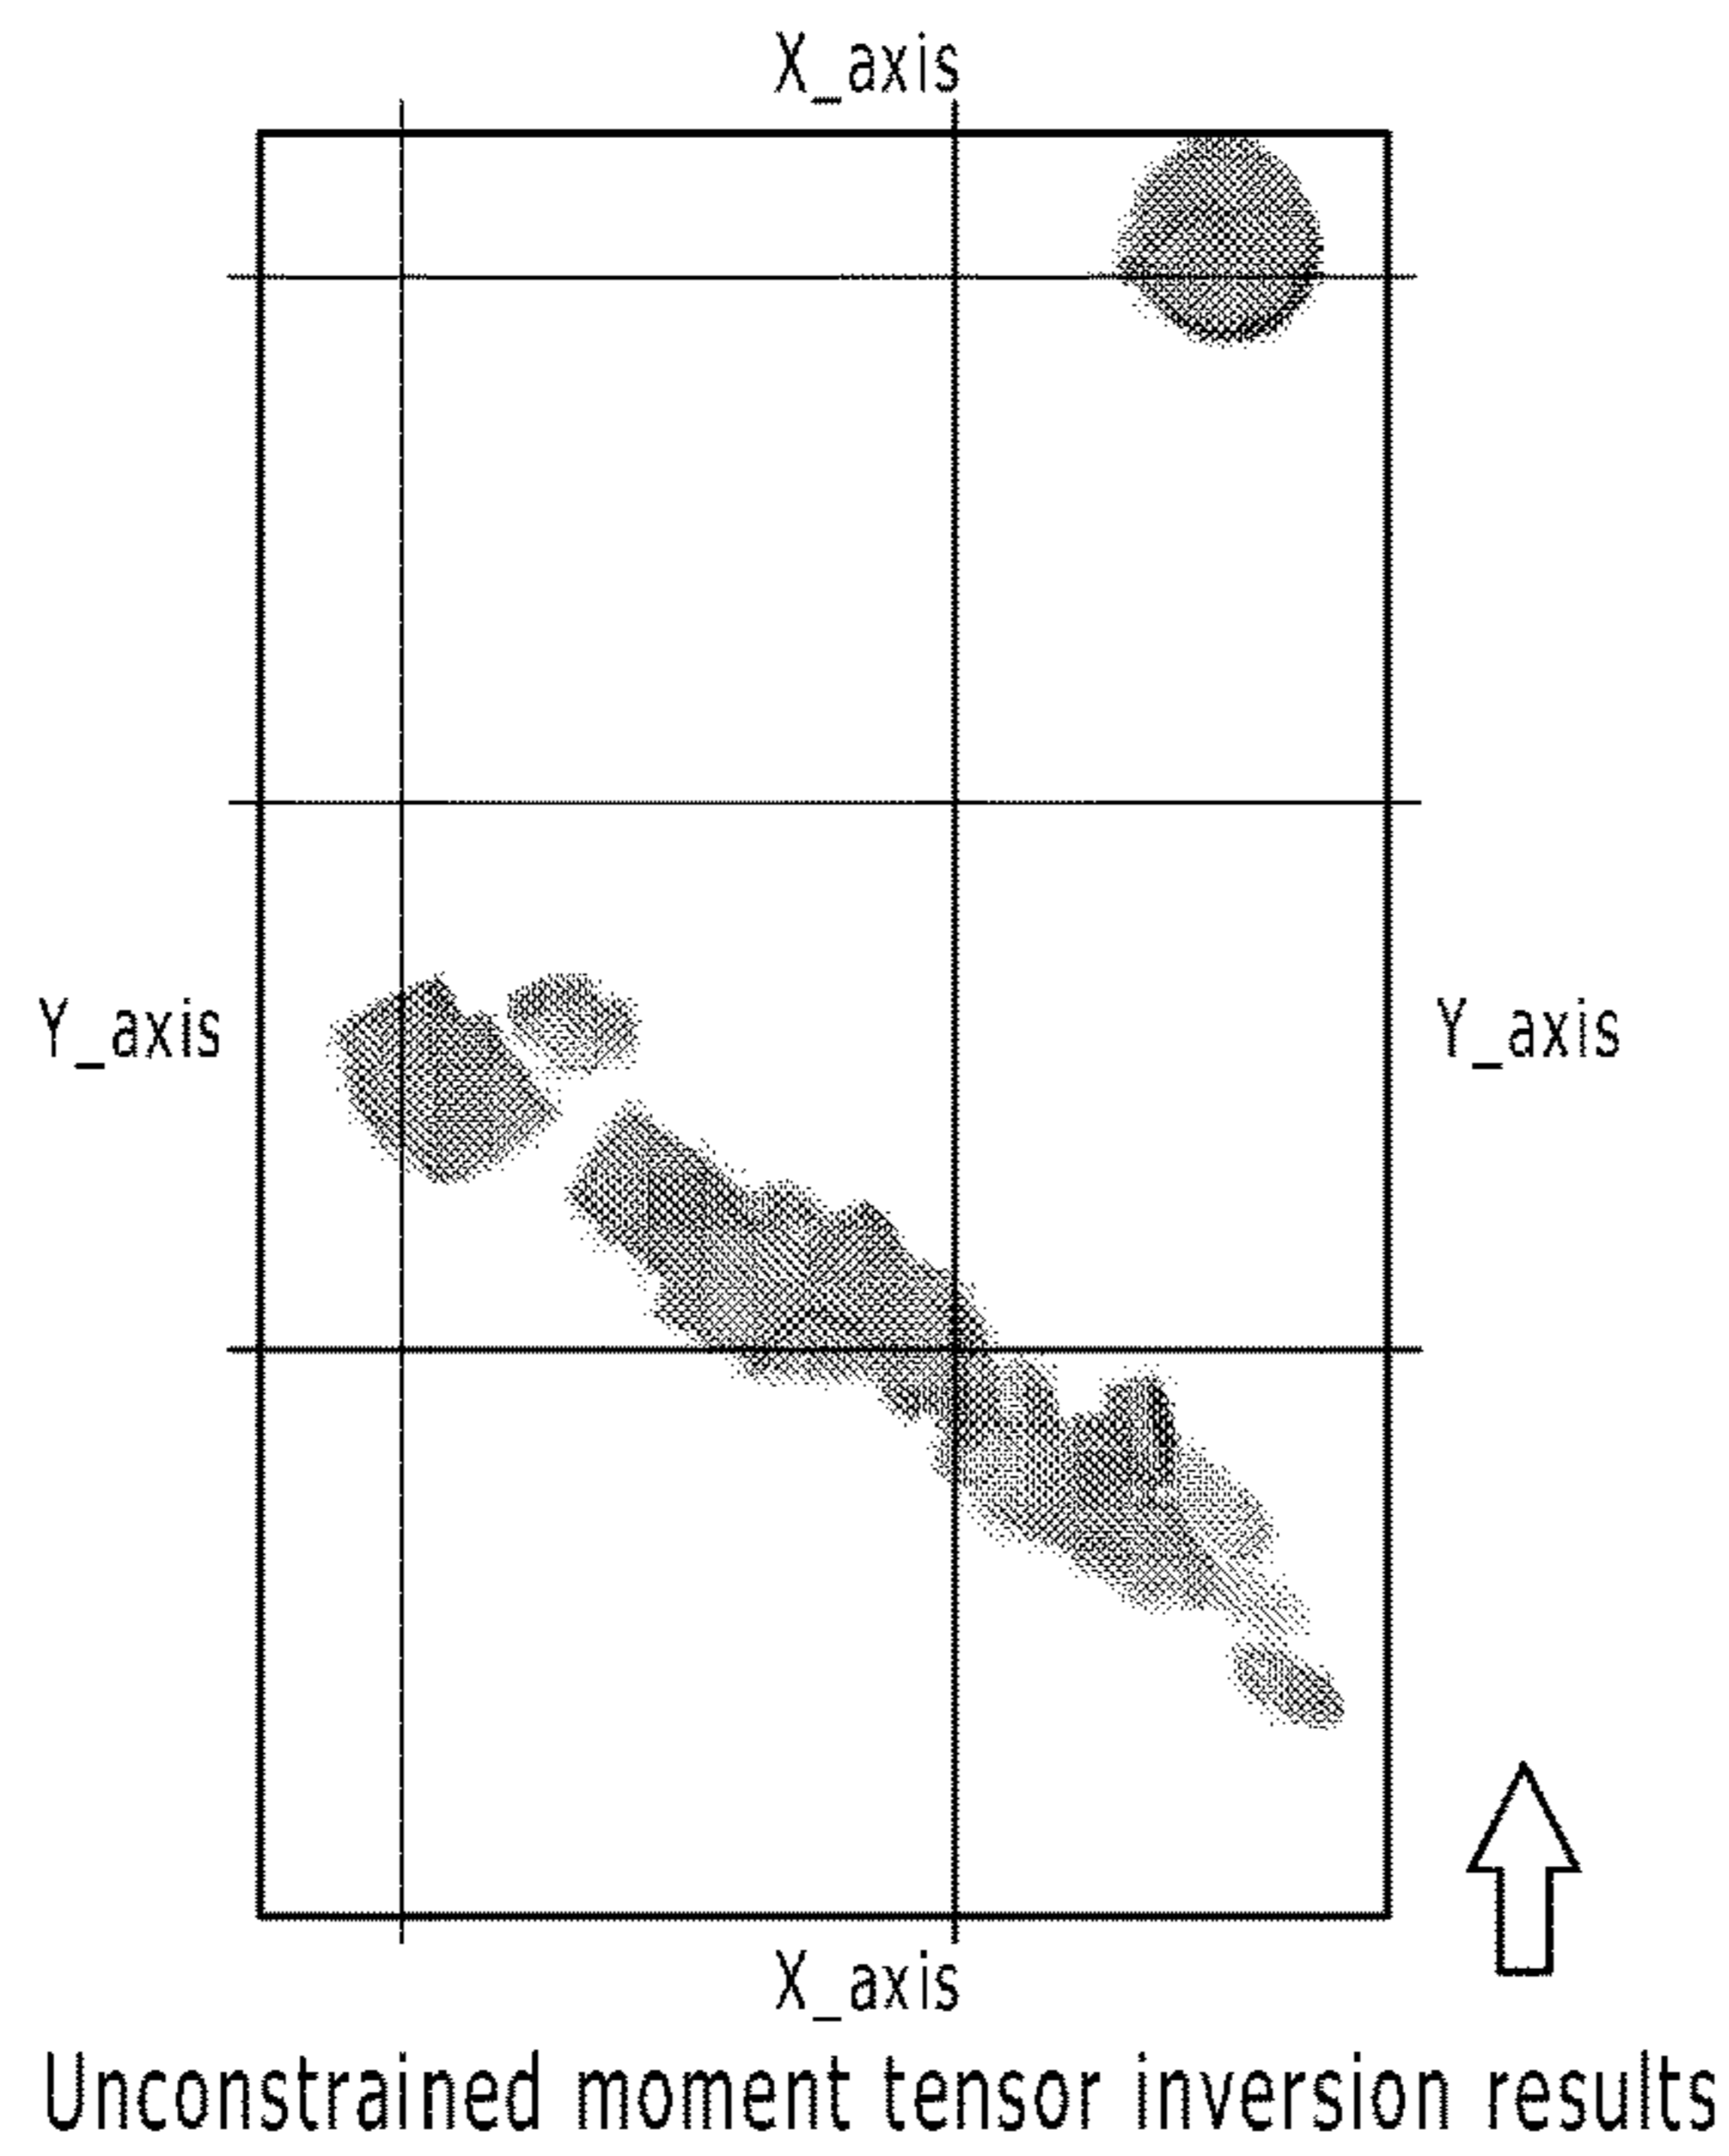 X_axis
Y_axis
Y_axis
X_axis
Unconstrained moment tensor inversion results